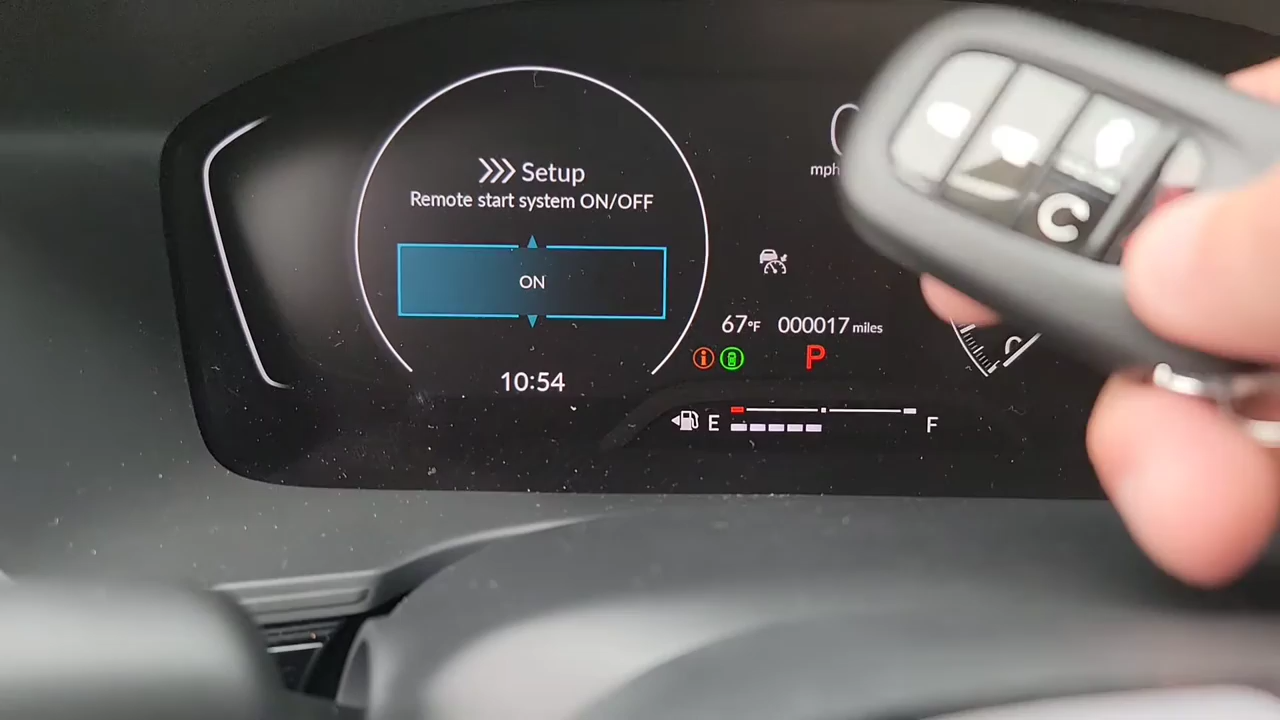 Setup
Remote start system ON/OFF
ON
10:54
mph
67°F 000017 miles
P
E F